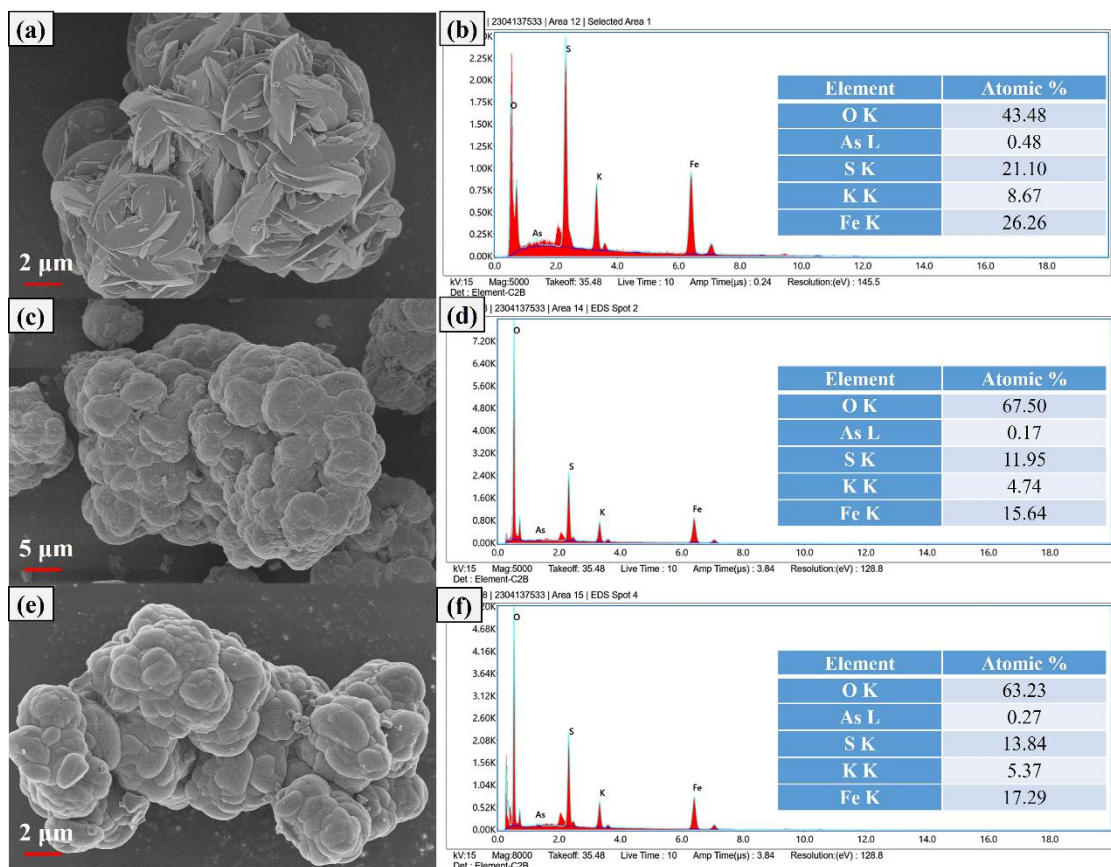 (a)
2 μm
(b)
| 2304137533 | Area 12 | Selected Area 1
2.50K
2.25K
2.00K
1.75K
1.50K
1.25K
1.00K
0.75K
0.50K
0.25K
0.00K
O
As
S
K
Fe
0.0 2.0 4.0 6.0 8.0 10.0 12.0 14.0 16.0 18.0
kV:15 Mag:5000 Takeoff: 35.48 Live Time : 10 Amp Time(μs) : 0.24 Resolution:(eV) : 145.5
Det : Element-C2B
Element Atomic %
O K 43.48
As L 0.48
S K 21.10
K K 8.67
Fe K 26.26
(c)
5 μm
(d)
8 | 2304137533 | Area 14 | EDS Spot 2
7.20K
6.40K
5.60K
4.80K
4.00K
3.20K
2.40K
1.60K
0.80K
0.00K
O
As
S
K
Fe
0.0 2.0 4.0 6.0 8.0 10.0 12.0 14.0 16.0 18.0
kV:15 Mag:5000 Takeoff: 35.48 Live Time : 10 Amp Time(μs) : 3.84 Resolution:(eV) : 128.8
Det : Element-C2B
Element Atomic %
O K 67.50
As L 0.17
S K 11.95
K K 4.74
Fe K 15.64
(e)
2 μm
(f)
8 | 2304137533 | Area 15 | EDS Spot 4
4.68K
4.16K
3.64K
3.12K
2.60K
2.08K
1.56K
1.04K
0.52K
0.00K
O
As
S
K
Fe
0.0 2.0 4.0 6.0 8.0 10.0 12.0 14.0 16.0 18.0
kV:15 Mag:8000 Takeoff: 35.48 Live Time : 10 Amp Time(μs) : 3.84 Resolution:(eV) : 128.8
Det : Element-C2B
Element Atomic %
O K 63.23
As L 0.27
S K 13.84
K K 5.37
Fe K 17.29